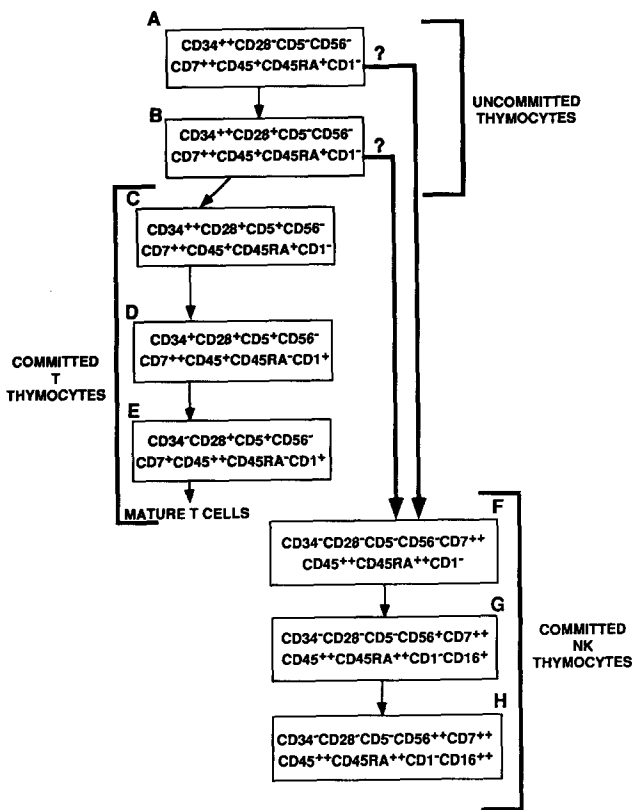 A
CD34++CD28-CD5-CD56-
CD7++CD45+CD45RA+CD1-
?
UNCOMMITTED
THYMOCYTES
B
CD34++CD28+CD5-CD56-
CD7++CD45+CD45RA+CD1-
?
C
CD34++CD28+CD5+CD56-
CD7++CD45+CD45RA+CD1-
D
CD34+CD28+CD5+CD56-
CD7++CD45+CD45RA-CD1+
COMMITTED
T
THYMOCYTES
E
CD34-CD28+CD5+CD56-
CD7+CD45++CD45RA-CD1+
MATURE T CELLS
F
CD34-CD28-CD5-CD56-CD7++
CD45++CD45RA++CD1-
G
CD34-CD28-CD5-CD56+CD7++
CD45++CD45RA++CD1-CD16+
COMMITTED
NK
THYMOCYTES
H
CD34-CD28-CD5-CD56++CD7++
CD45++CD45RA++CD1-CD16++